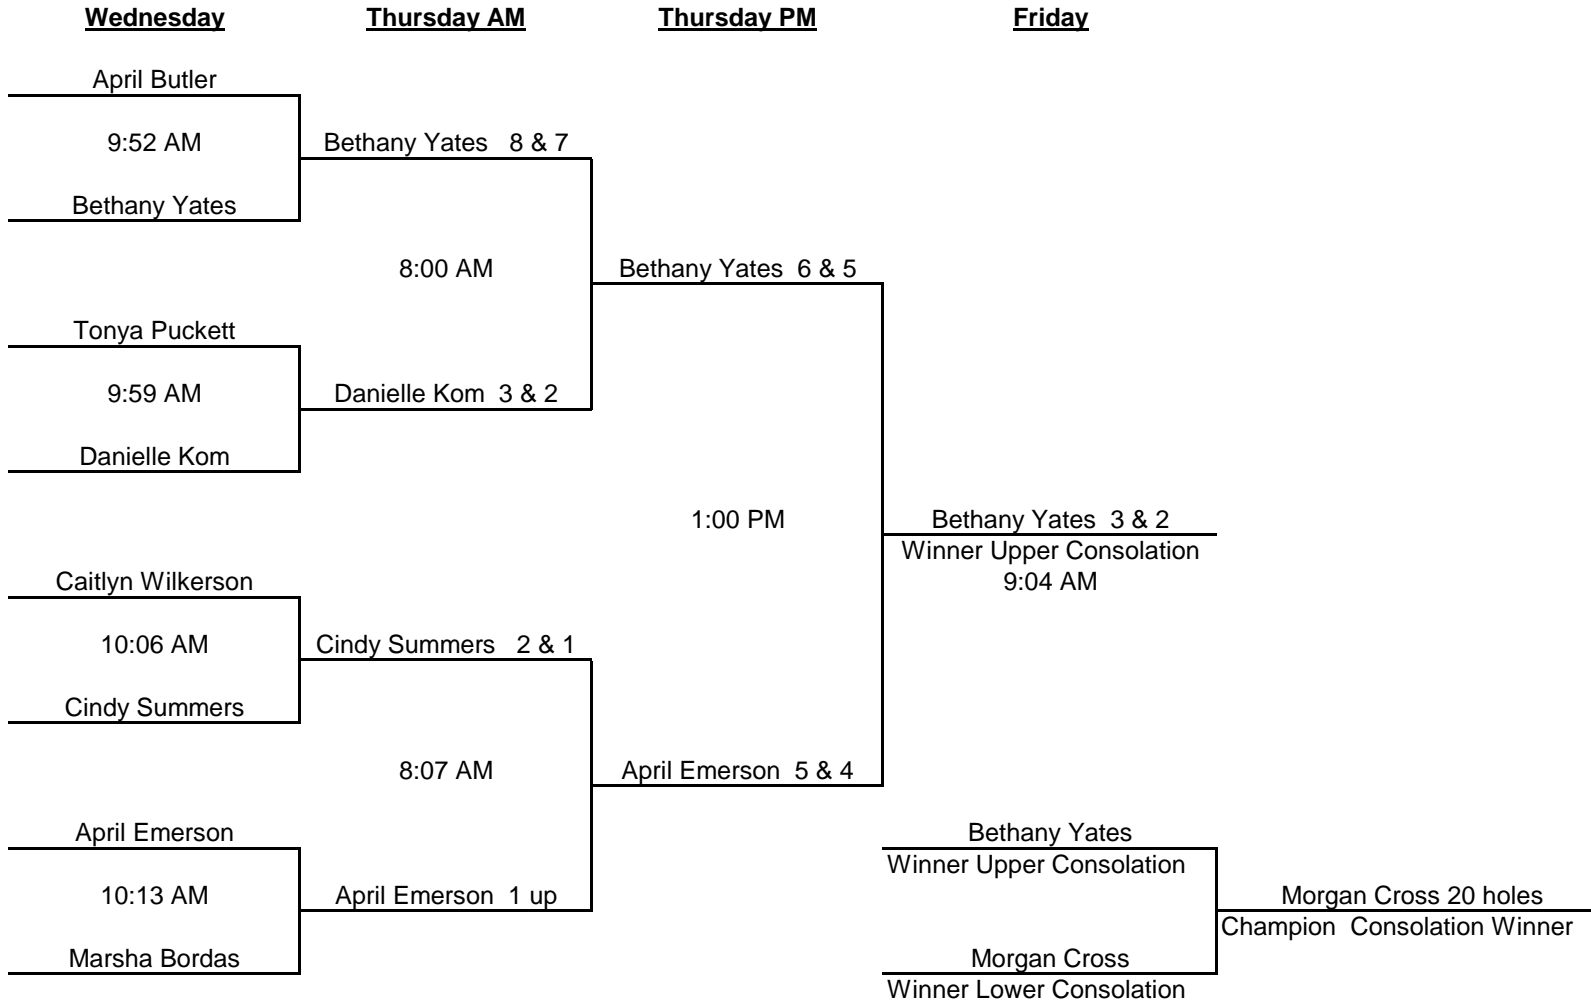 Wednesday Thursday AM Thursday PM Friday
April Butler
9:52 AM Bethany Yates 8 & 7
Bethany Yates
8:00 AM Bethany Yates 6 & 5
Tonya Puckett
9:59 AM Danielle Kom 3 & 2
Danielle Kom
1:00 PM Bethany Yates 3 & 2
Winner Upper Consolation
Caitlyn Wilkerson 9:04 AM
10:06 AM Cindy Summers 2 & 1
Cindy Summers
8:07 AM April Emerson 5 & 4
April Emerson Bethany Yates
Winner Upper Consolation
10:13 AM April Emerson 1 up Morgan Cross 20 holes
Champion Consolation Winner
Marsha Bordas Morgan Cross
Winner Lower Consolation